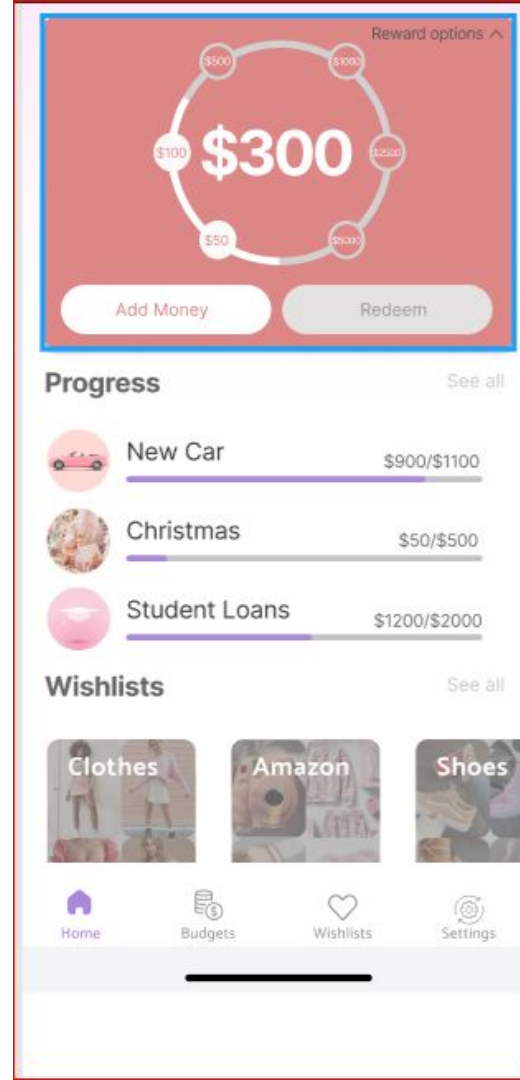 Reward options
$500
$1000
$100
$300
$2500
$50
$5000
Add Money
Redeem
Progress
See all
New Car
$900/$1100
Christmas
$50/$500
Student Loans
$1200/$2000
Wishlists
See all
Clothes
Amazon
Shoes
Home
Budgets
Wishlists
Settings